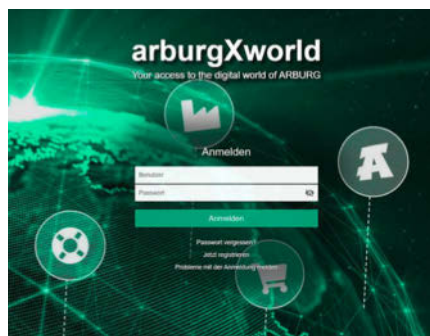 arburgXworld
Your access to the digital world of ARBURG
Anmelden
Benutzer
Passwort
Anmelden
Passwort vergessen?
Jetzt registrieren
Probleme mit der Anmeldung melden